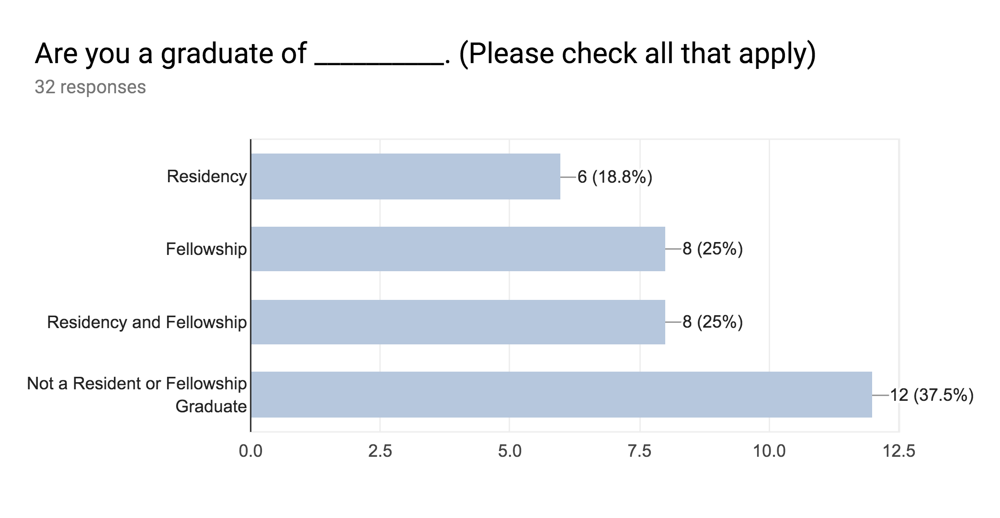 Are you a graduate of __________. (Please check all that apply)
32 responses
Residency
6 (18.8%)
Fellowship
8 (25%)
Residency and Fellowship
8 (25%)
Not a Resident or Fellowship
Graduate
12 (37.5%)
0.0 2.5 5.0 7.5 10.0 12.5